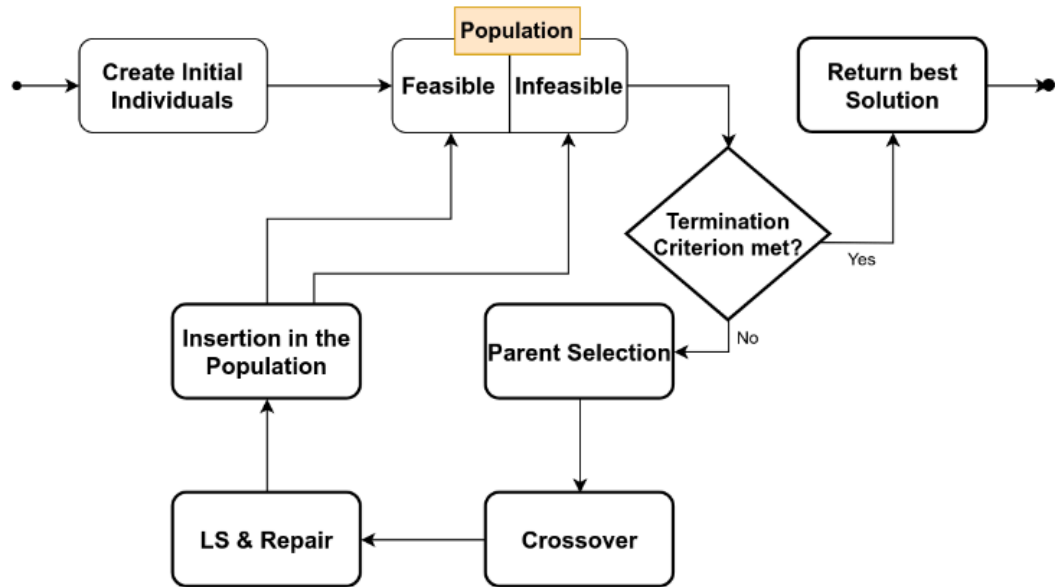 Population
Create Initial
Individuals
Feasible
Infeasible
Return best
Solution
Termination
Criterion met?
Yes
No
Insertion in the
Population
Parent Selection
LS & Repair
Crossover